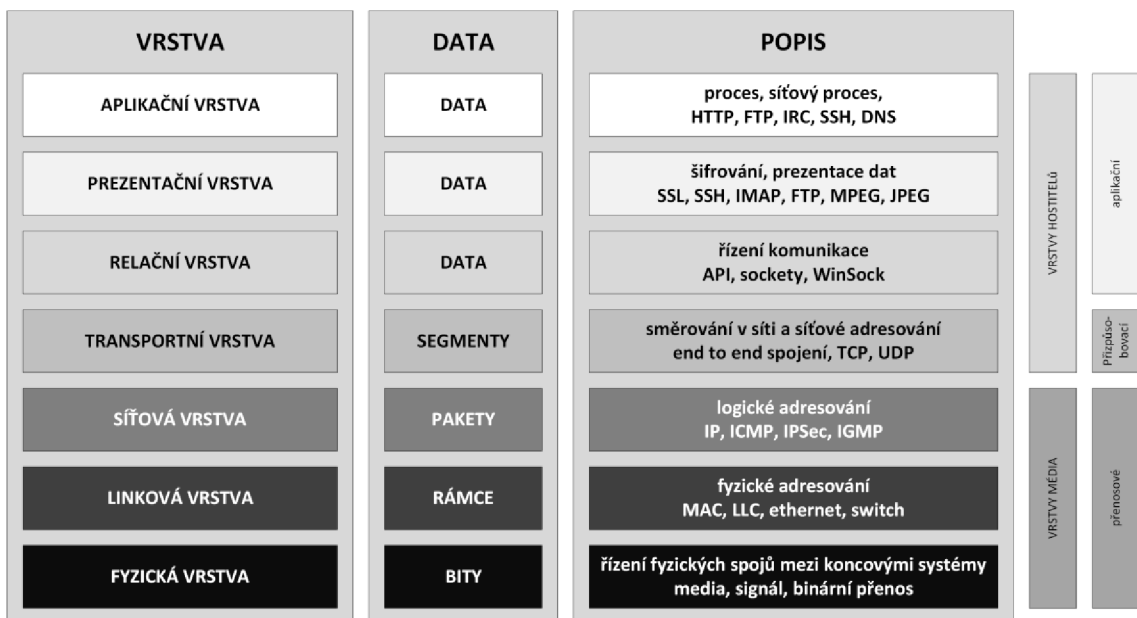 VRSTVA DATA POPIS
APLIKAČNÍ VRSTVA
DATA
proces, síťový proces,
HTTP, FTP, IRC, SSH, DNS
PREZENTAČNÍ VRSTVA
DATA
šifrování, prezentace dat
SSL, SSH, IMAP, FTP, MPEG, JPEG
RELAČNÍ VRSTVA
DATA
řízení komunikace
API, sockety, WinSock
TRANSPORTNÍ VRSTVA
SEGMENTY
směrování v síti a síťové adresování
end to end spojení, TCP, UDP
SÍŤOVÁ VRSTVA
PAKETY
logické adresování
IP, ICMP, IPSec, IGMP
LINKOVÁ VRSTVA
RÁMCE
fyzické adresování
MAC, LLC, ethernet, switch
FYZICKÁ VRSTVA
BITY
řízení fyzických spojů mezi koncovými systémy
media, signál, binární přenos
VRSTVY HOSTITELŮ
VRSTVY MÉDIA
aplikační
Přizpůso-
bovací
přenosové